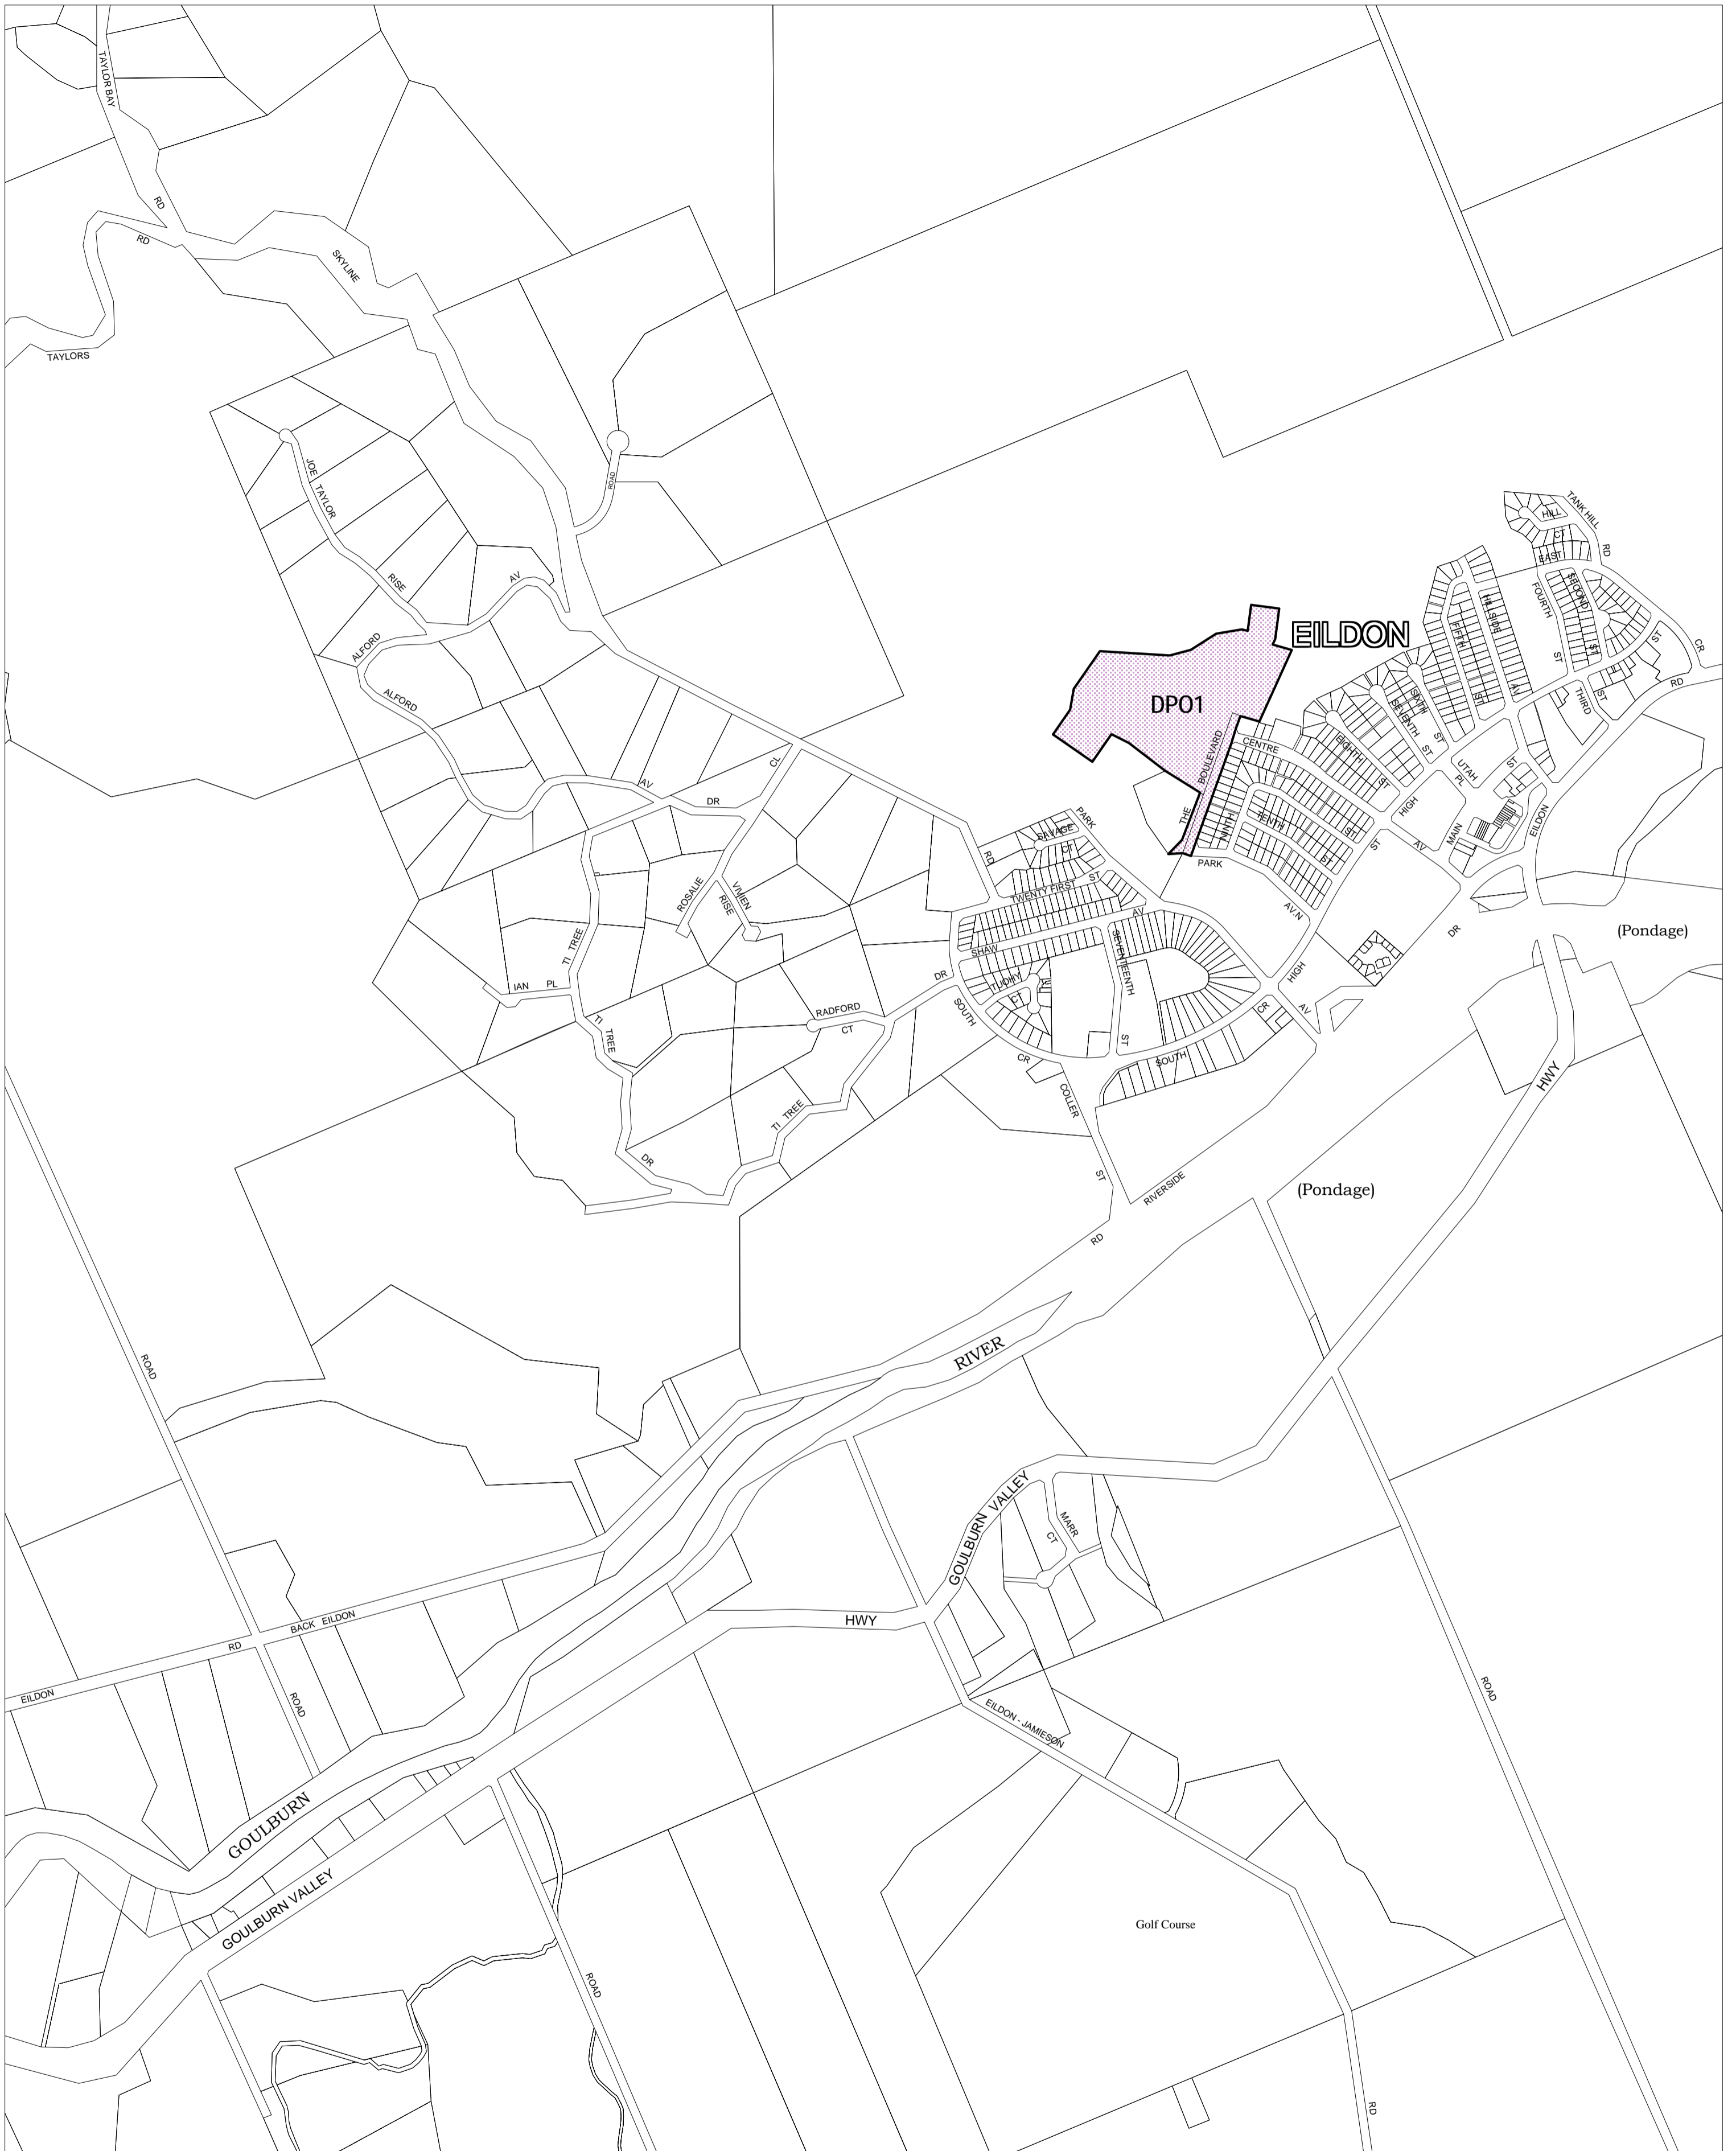 TAYLOR BAY
RD
RD
SKYLINE
TAYLORS
JOE
TAYLOR
RISE
ROAD
AV
ALFORD
ALFORD
AV
DR
CL
ROSALIE
VIVIEN
RISE
TI TREE
IAN PL
TI
TREE
RADFORD
CT
DR
TI TREE
DR
TANK HILL
RD
HILL
CT
EAST
FOURTH
SECOND
ST
HILLSIDE
FIFTH
ST
CR
ST
RD
EILDON
DPO1
THE
BOULEVARD
CENTRE
SIXTH
SEVENTH
ST
ST
ST
AV
THIRD
ST
EIGHTH
ST
UTAH
PL
ST
HIGH
MAIN
EILDON
NINTH
TENTH
ST
ST
ST
AV
PARK
AV.N
DR
PARK
SAVAGE
CT
RD
TWENTY FIRST
ST
AV
SHAW
SEVENTEENTH
ST
TUOHY
CT
SOUTH
CR
SOUTH
CR
HIGH
AV
COLLER
ST
RIVERSIDE
RD
(Pondage)
(Pondage)
HWY
RIVER
ROAD
GOULBURN VALLEY
MARR
CT
HWY
BACK EILDON
RD
EILDON
ROAD
EILDON - JAMIESON
ROAD
GOULBURN
GOULBURN VALLEY
Golf Course
ROAD
RD